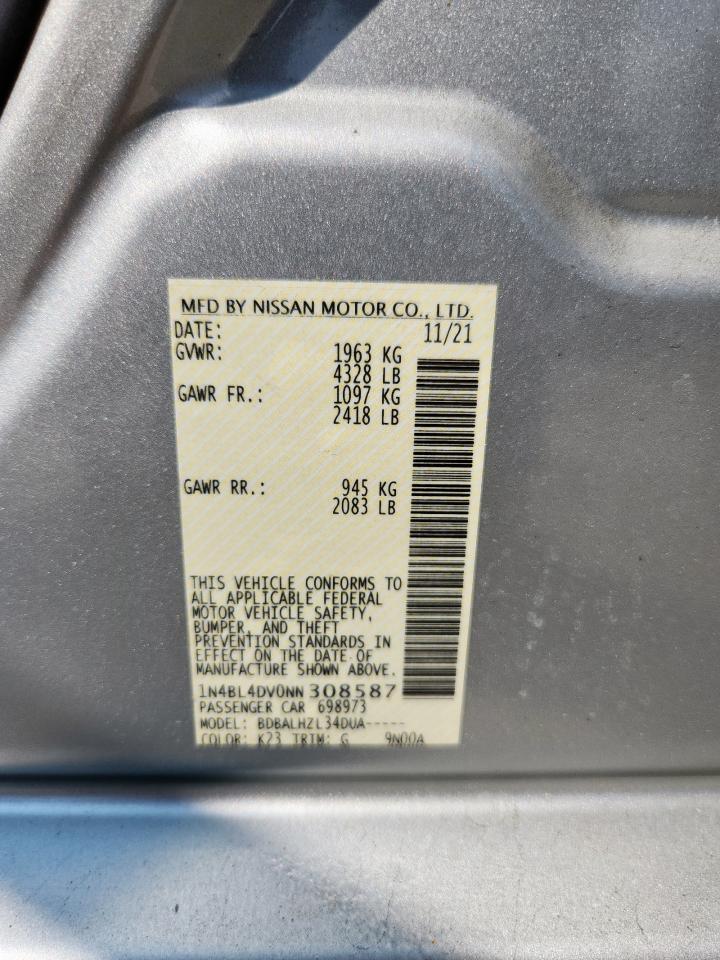 MFD BY NISSAN MOTOR CO., LTD.
DATE: 11/21
GVWR: 1963 KG
4328 LB
GAWR FR.: 1097 KG
2418 LB
GAWR RR.: 945 KG
2083 LB
THIS VEHICLE CONFORMS TO
ALL APPLICABLE FEDERAL
MOTOR VEHICLE SAFETY,
BUMPER, AND THEFT
PREVENTION STANDARDS IN
EFFECT ON THE DATE OF
MANUFACTURE SHOWN ABOVE.
1N4BL4DV0NN308587
PASSENGER CAR 698973
MODEL: BDBALHZL34DUA-----
COLOR: K23 TRIM: G 9N00A